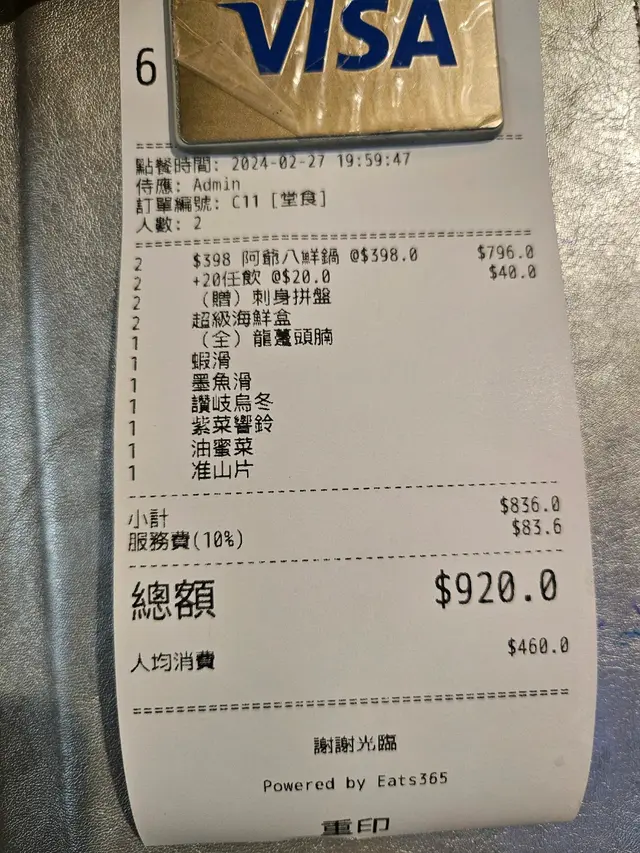 VISA
6
點餐時間: 2024-02-27 19:59:47
侍應: Admin
訂單編號: C11 [堂食]
人數: 2
2 $398 阿爺八鮮鍋 @$398.0 $796.0
2 +20任飲 @$20.0 $40.0
2 （贈）刺身拼盤
2 超級海鮮盒
1 （全）龍躉頭腩
1 蝦滑
1 墨魚滑
1 讚岐烏冬
1 紫菜響鈴
1 油蜜菜
1 准山片
小計 $836.0
服務費(10%) $83.6
總額 $920.0
人均消費 $460.0
謝謝光臨
Powered by Eats365
重印